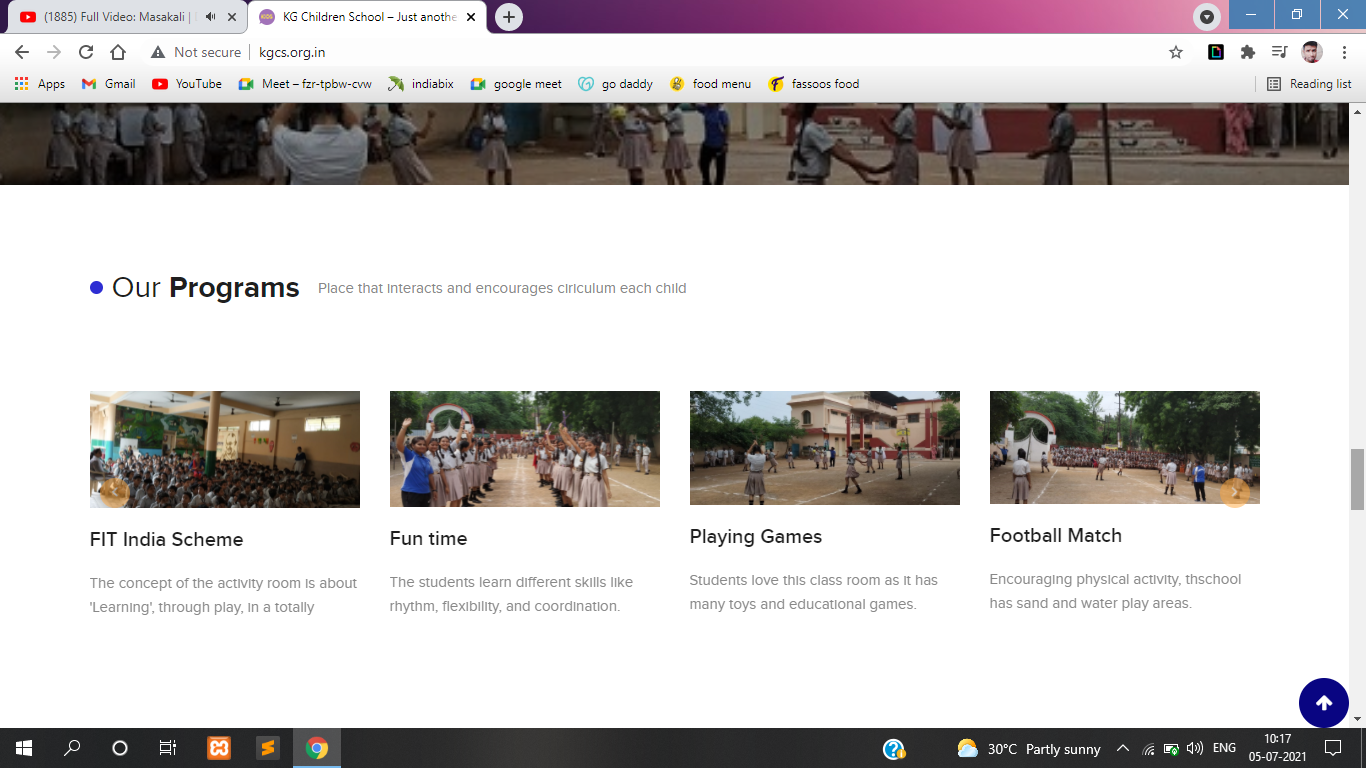 (1885) Full Video: Masakali |
KG Children School – Just anothe
Not secure
kgcs.org.in
Apps
Gmail
YouTube
Meet – fzr-tpbw-cvw
indiabix
google meet
go daddy
food menu
fassoos food
Reading list
Our Programs
Place that interacts and encourages ciriculum each child
FIT India Scheme
The concept of the activity room is about
'Learning', through play, in a totally
Fun time
The students learn different skills like
rhythm, flexibility, and coordination.
Playing Games
Students love this class room as it has
many toys and educational games.
Football Match
Encouraging physical activity, thschool
has sand and water play areas.
30°C Partly sunny
ENG
10:17
05-07-2021